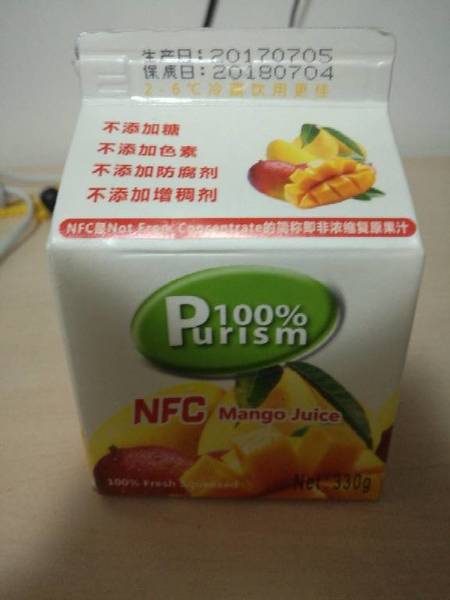 生产日:20170705
保质日:20180704
2-6℃冷藏饮用更佳
不添加糖
不添加色素
不添加防腐剂
不添加增稠剂
NFC是Not From Concentrate的简称即非浓缩复原果汁
100%
Purism
NFC Mango Juice
100% Fresh Squeezed
Net: 330g